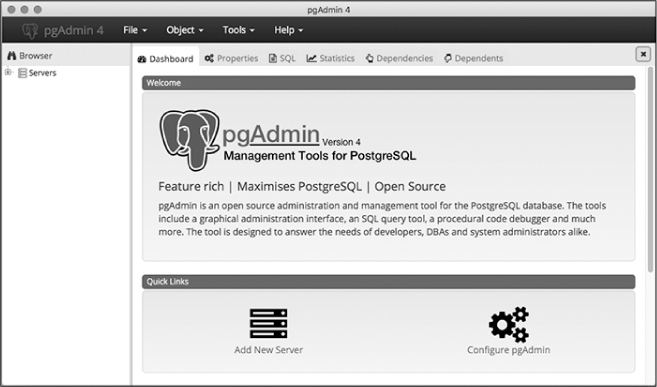 pgAdmin 4
pgAdmin 4 File Object Tools Help
Browser
Servers
Dashboard Properties SQL Statistics Dependencies Dependents
Welcome
pgAdmin Version 4
Management Tools for PostgreSQL
Feature rich | Maximises PostgreSQL | Open Source
pgAdmin is an open source administration and management tool for the PostgreSQL database. The tools
include a graphical administration interface, an SQL query tool, a procedural code debugger and much
more. The tool is designed to answer the needs of developers, DBAs and system administrators alike.
Quick Links
Add New Server Configure pgAdmin